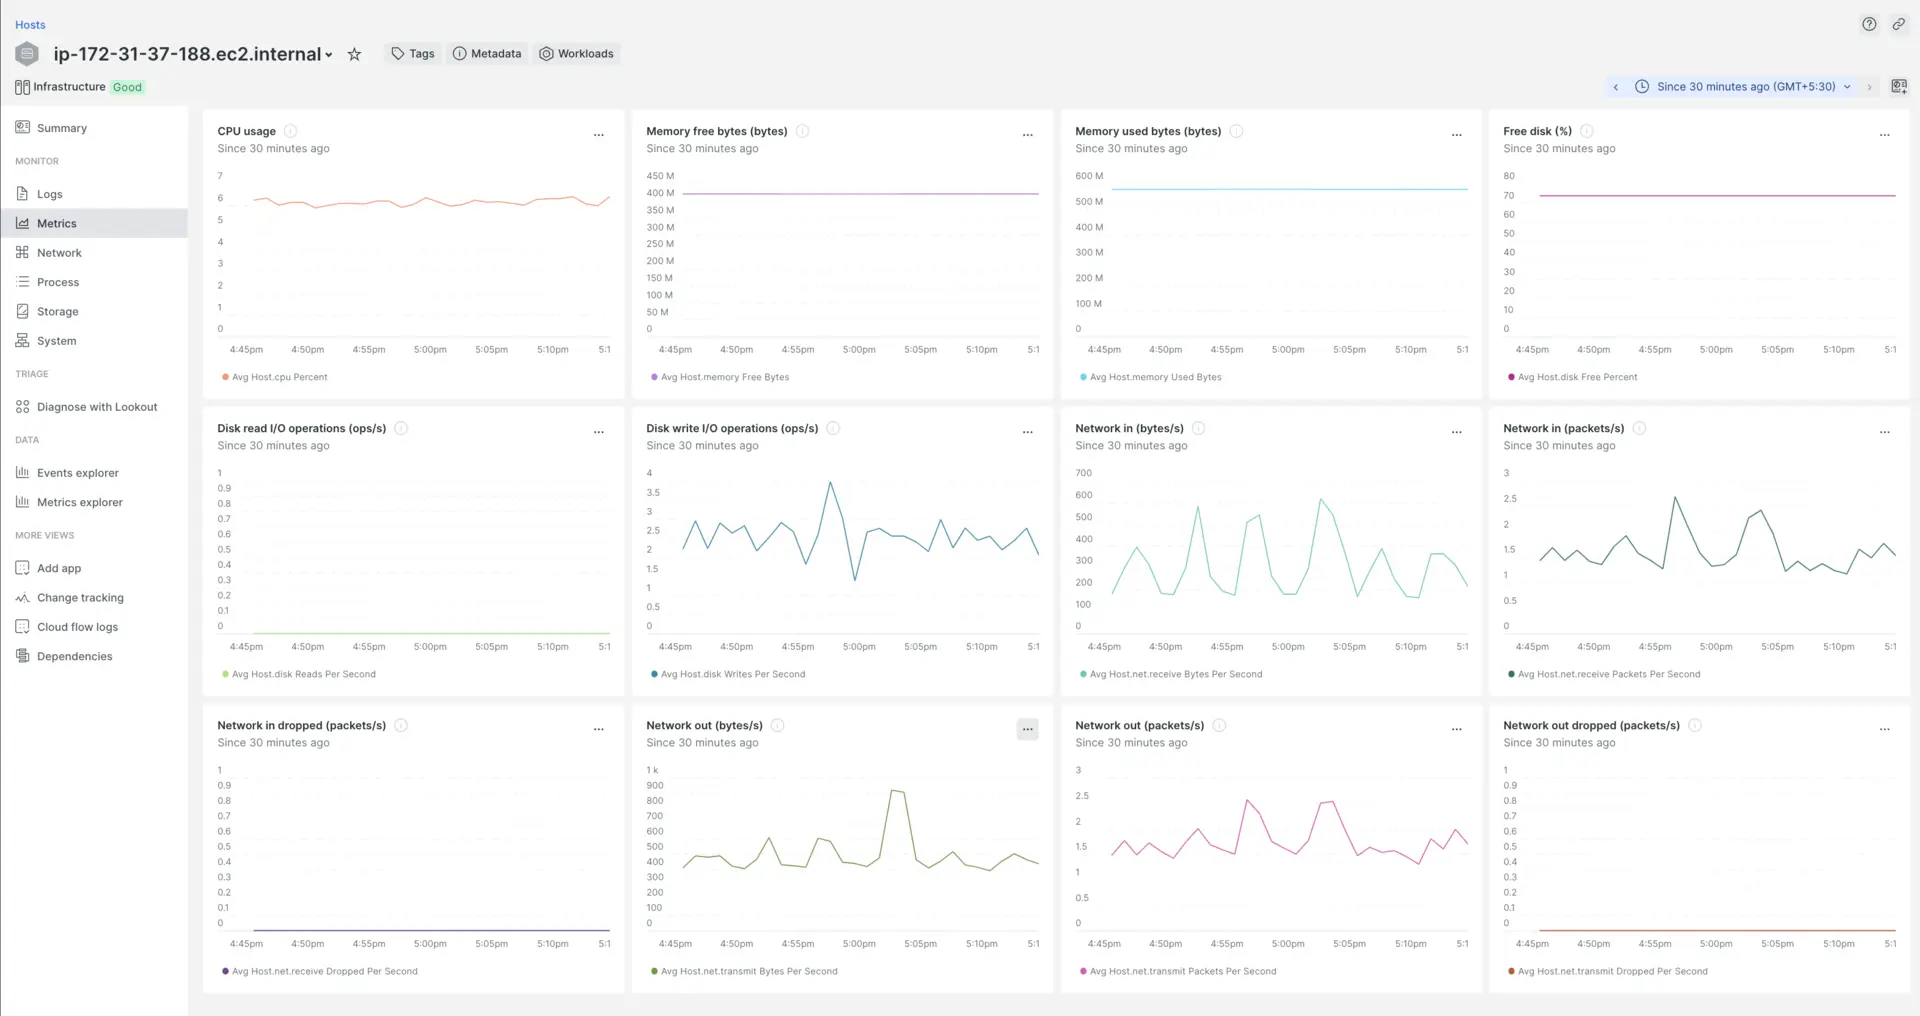 Hosts
ip-172-31-37-188.ec2.internal
Tags
Metadata
Workloads
Infrastructure Good
Since 30 minutes ago (GMT+5:30)
Summary
MONITOR
Logs
Metrics
Network
Process
Storage
System
TRIAGE
Diagnose with Lookout
DATA
Events explorer
Metrics explorer
MORE VIEWS
Add app
Change tracking
Cloud flow logs
Dependencies
CPU usage
Since 30 minutes ago
7
6
5
4
3
2
1
0
4:45pm 4:50pm 4:55pm 5:00pm 5:05pm 5:10pm 5:1
Avg Host.cpu Percent
Memory free bytes (bytes)
Since 30 minutes ago
450 M
400 M
350 M
300 M
250 M
200 M
150 M
100 M
50 M
0
4:45pm 4:50pm 4:55pm 5:00pm 5:05pm 5:10pm 5:1
Avg Host.memory Free Bytes
Memory used bytes (bytes)
Since 30 minutes ago
600 M
500 M
400 M
300 M
200 M
100 M
0
4:45pm 4:50pm 4:55pm 5:00pm 5:05pm 5:10pm 5:1
Avg Host.memory Used Bytes
Free disk (%)
Since 30 minutes ago
80
70
60
50
40
30
20
10
0
4:45pm 4:50pm 4:55pm 5:00pm 5:05pm 5:10pm 5:1
Avg Host.disk Free Percent
Disk read I/O operations (ops/s)
Since 30 minutes ago
1
0.9
0.8
0.7
0.6
0.5
0.4
0.3
0.2
0.1
0
4:45pm 4:50pm 4:55pm 5:00pm 5:05pm 5:10pm 5:1
Avg Host.disk Reads Per Second
Disk write I/O operations (ops/s)
Since 30 minutes ago
4
3.5
3
2.5
2
1.5
1
0.5
0
4:45pm 4:50pm 4:55pm 5:00pm 5:05pm 5:10pm 5:1
Avg Host.disk Writes Per Second
Network in (bytes/s)
Since 30 minutes ago
700
600
500
400
300
200
100
0
4:45pm 4:50pm 4:55pm 5:00pm 5:05pm 5:10pm 5:1
Avg Host.net.receive Bytes Per Second
Network in (packets/s)
Since 30 minutes ago
3
2.5
2
1.5
1
0.5
0
4:45pm 4:50pm 4:55pm 5:00pm 5:05pm 5:10pm 5:1
Avg Host.net.receive Packets Per Second
Network in dropped (packets/s)
Since 30 minutes ago
1
0.9
0.8
0.7
0.6
0.5
0.4
0.3
0.2
0.1
0
4:45pm 4:50pm 4:55pm 5:00pm 5:05pm 5:10pm 5:1
Avg Host.net.receive Dropped Per Second
Network out (bytes/s)
Since 30 minutes ago
1 k
900
800
700
600
500
400
300
200
100
0
4:45pm 4:50pm 4:55pm 5:00pm 5:05pm 5:10pm 5:1
Avg Host.net.transmit Bytes Per Second
Network out (packets/s)
Since 30 minutes ago
3
2.5
2
1.5
1
0.5
0
4:45pm 4:50pm 4:55pm 5:00pm 5:05pm 5:10pm 5:1
Avg Host.net.transmit Packets Per Second
Network out dropped (packets/s)
Since 30 minutes ago
1
0.9
0.8
0.7
0.6
0.5
0.4
0.3
0.2
0.1
0
4:45pm 4:50pm 4:55pm 5:00pm 5:05pm 5:10pm 5:1
Avg Host.net.transmit Dropped Per Second